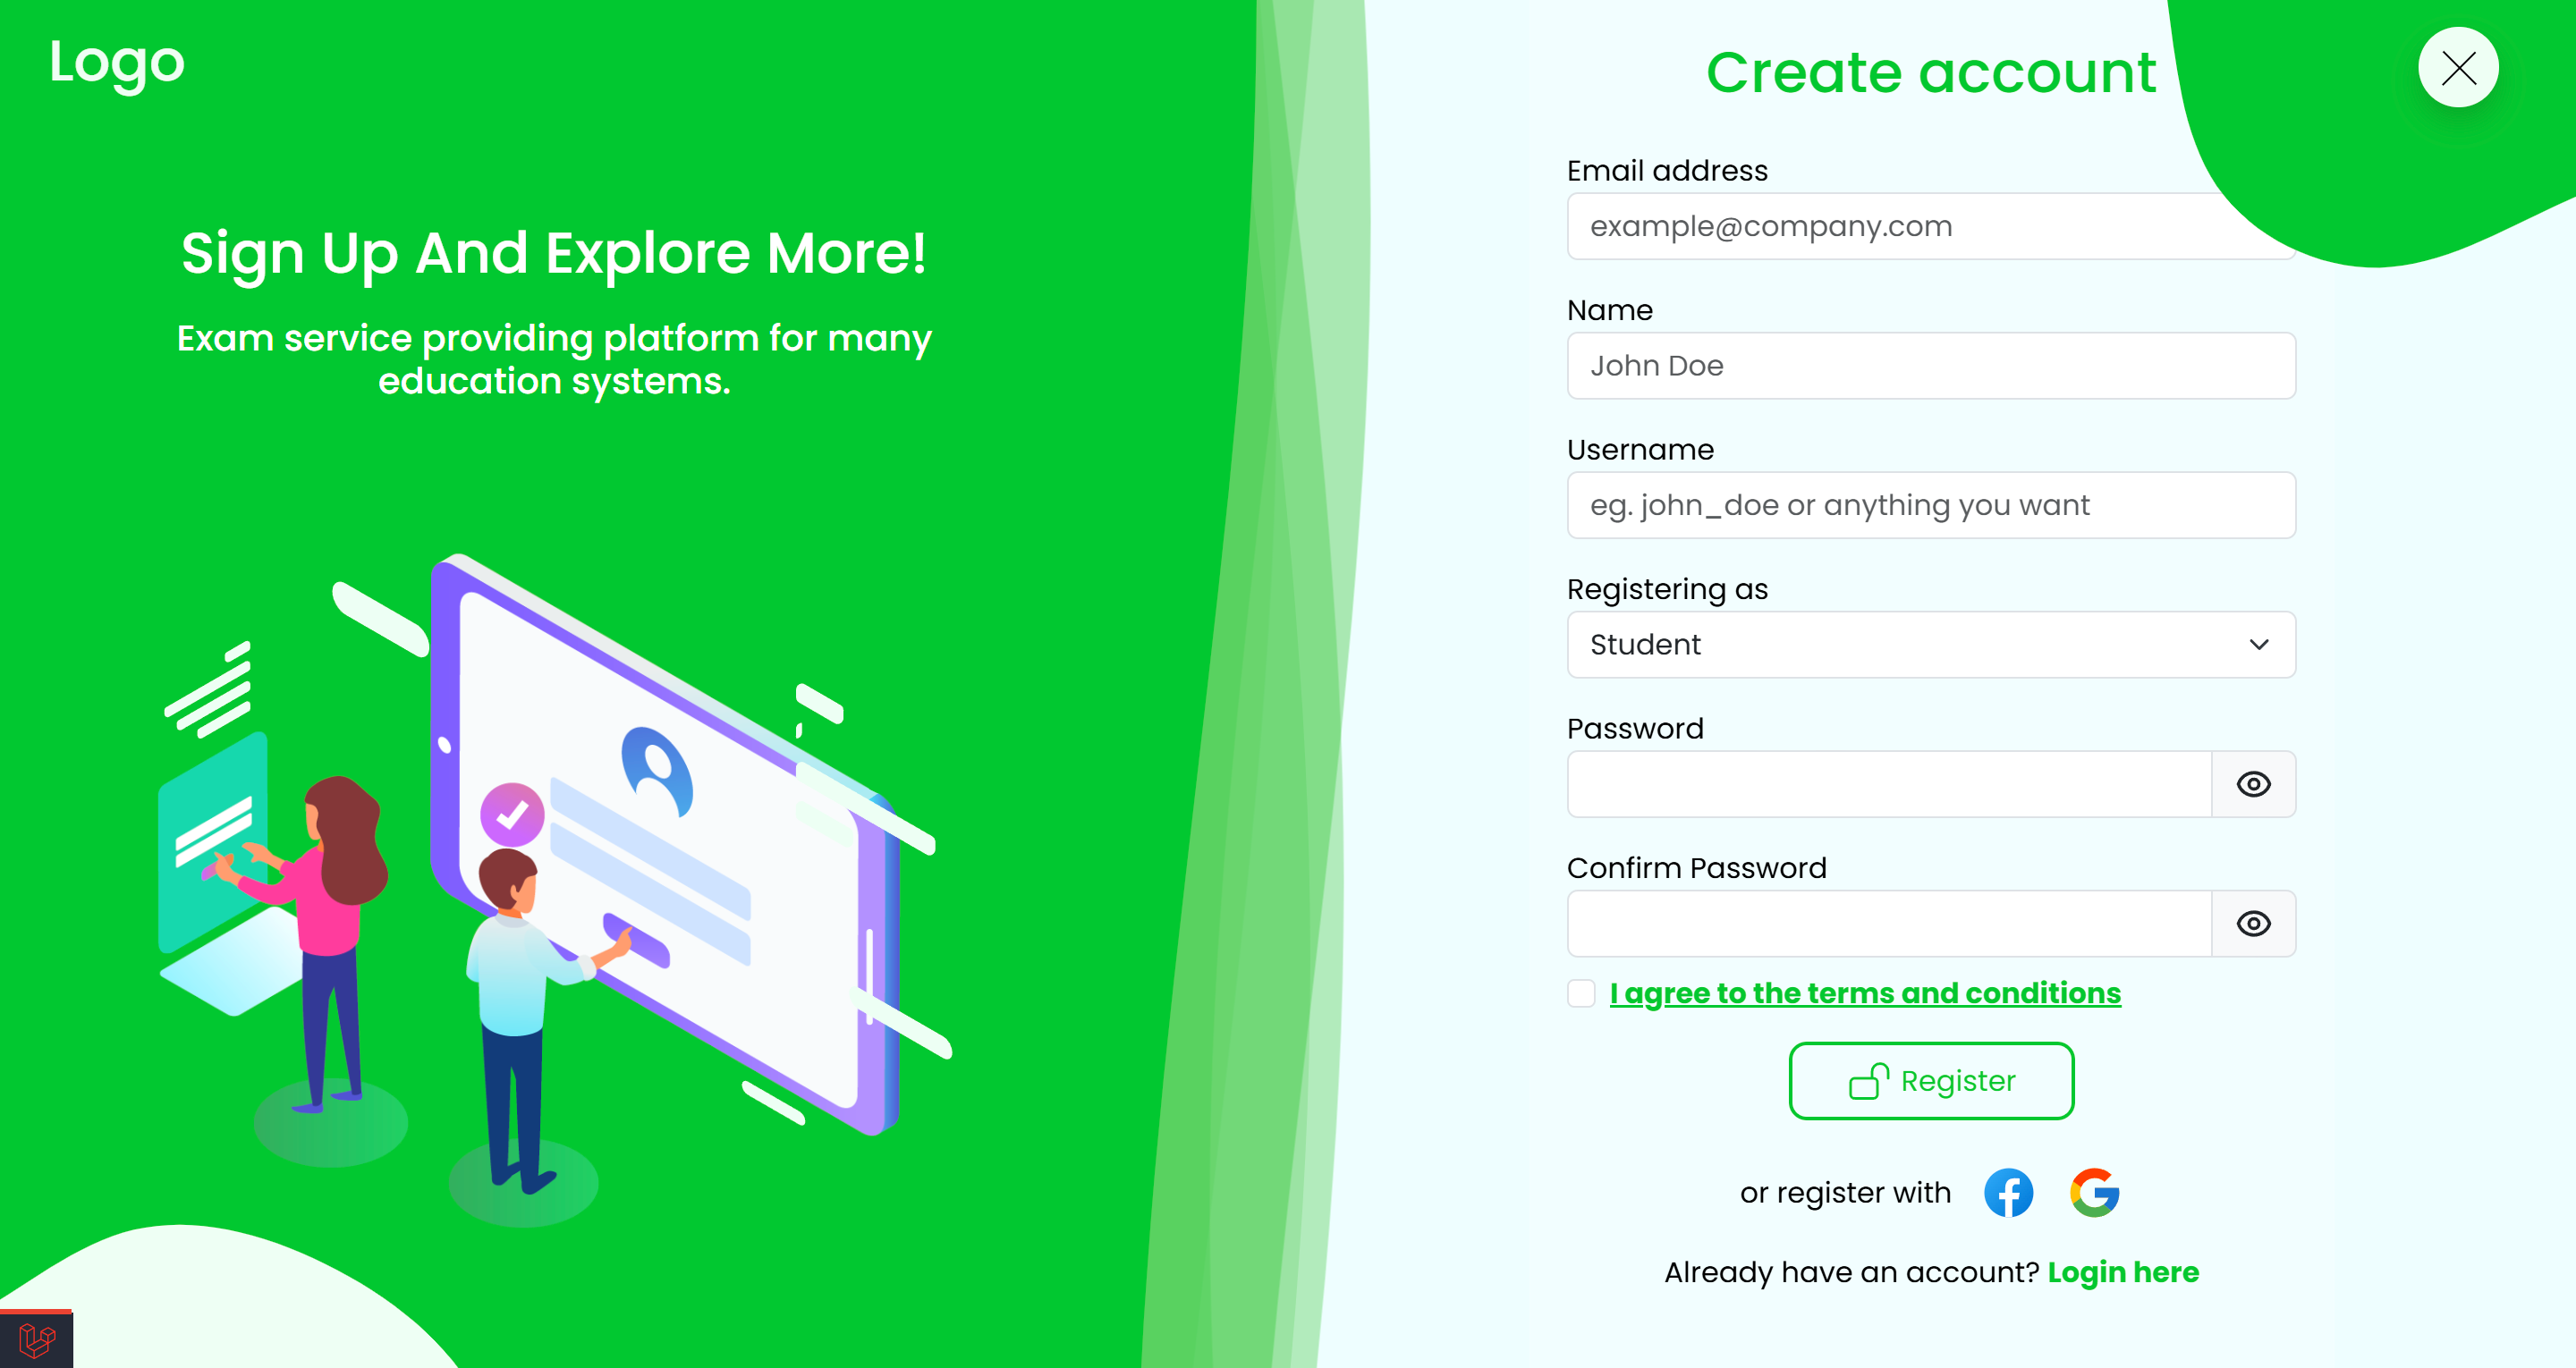 Logo
Sign Up And Explore More!
Exam service providing platform for many
education systems.
Create account
Email address
example@company.com
Name
John Doe
Username
eg. john_doe or anything you want
Registering as
Student
Password
Confirm Password
I agree to the terms and conditions
Register
or register with
Already have an account? Login here